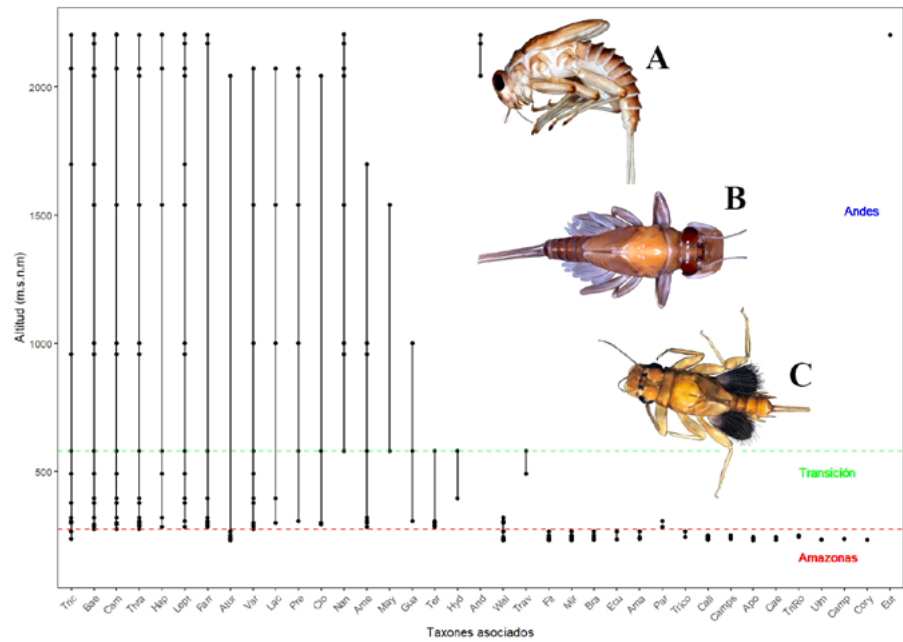 A
B
Andes
C
Transición
Amazonas
Altitud (m.s.n.m)
2000
1500
1000
500
Tric Bae Cam Thra Hap Lept Farr Atur Var Lac Pre Clo Nan Ame May Gua Ter Hyd And Wai Trav Fit Mir Bra Ecu Ama Par Trico Cali Camps Apo Cae TriRo Ulm Camp Cory Eut
Taxones asociados